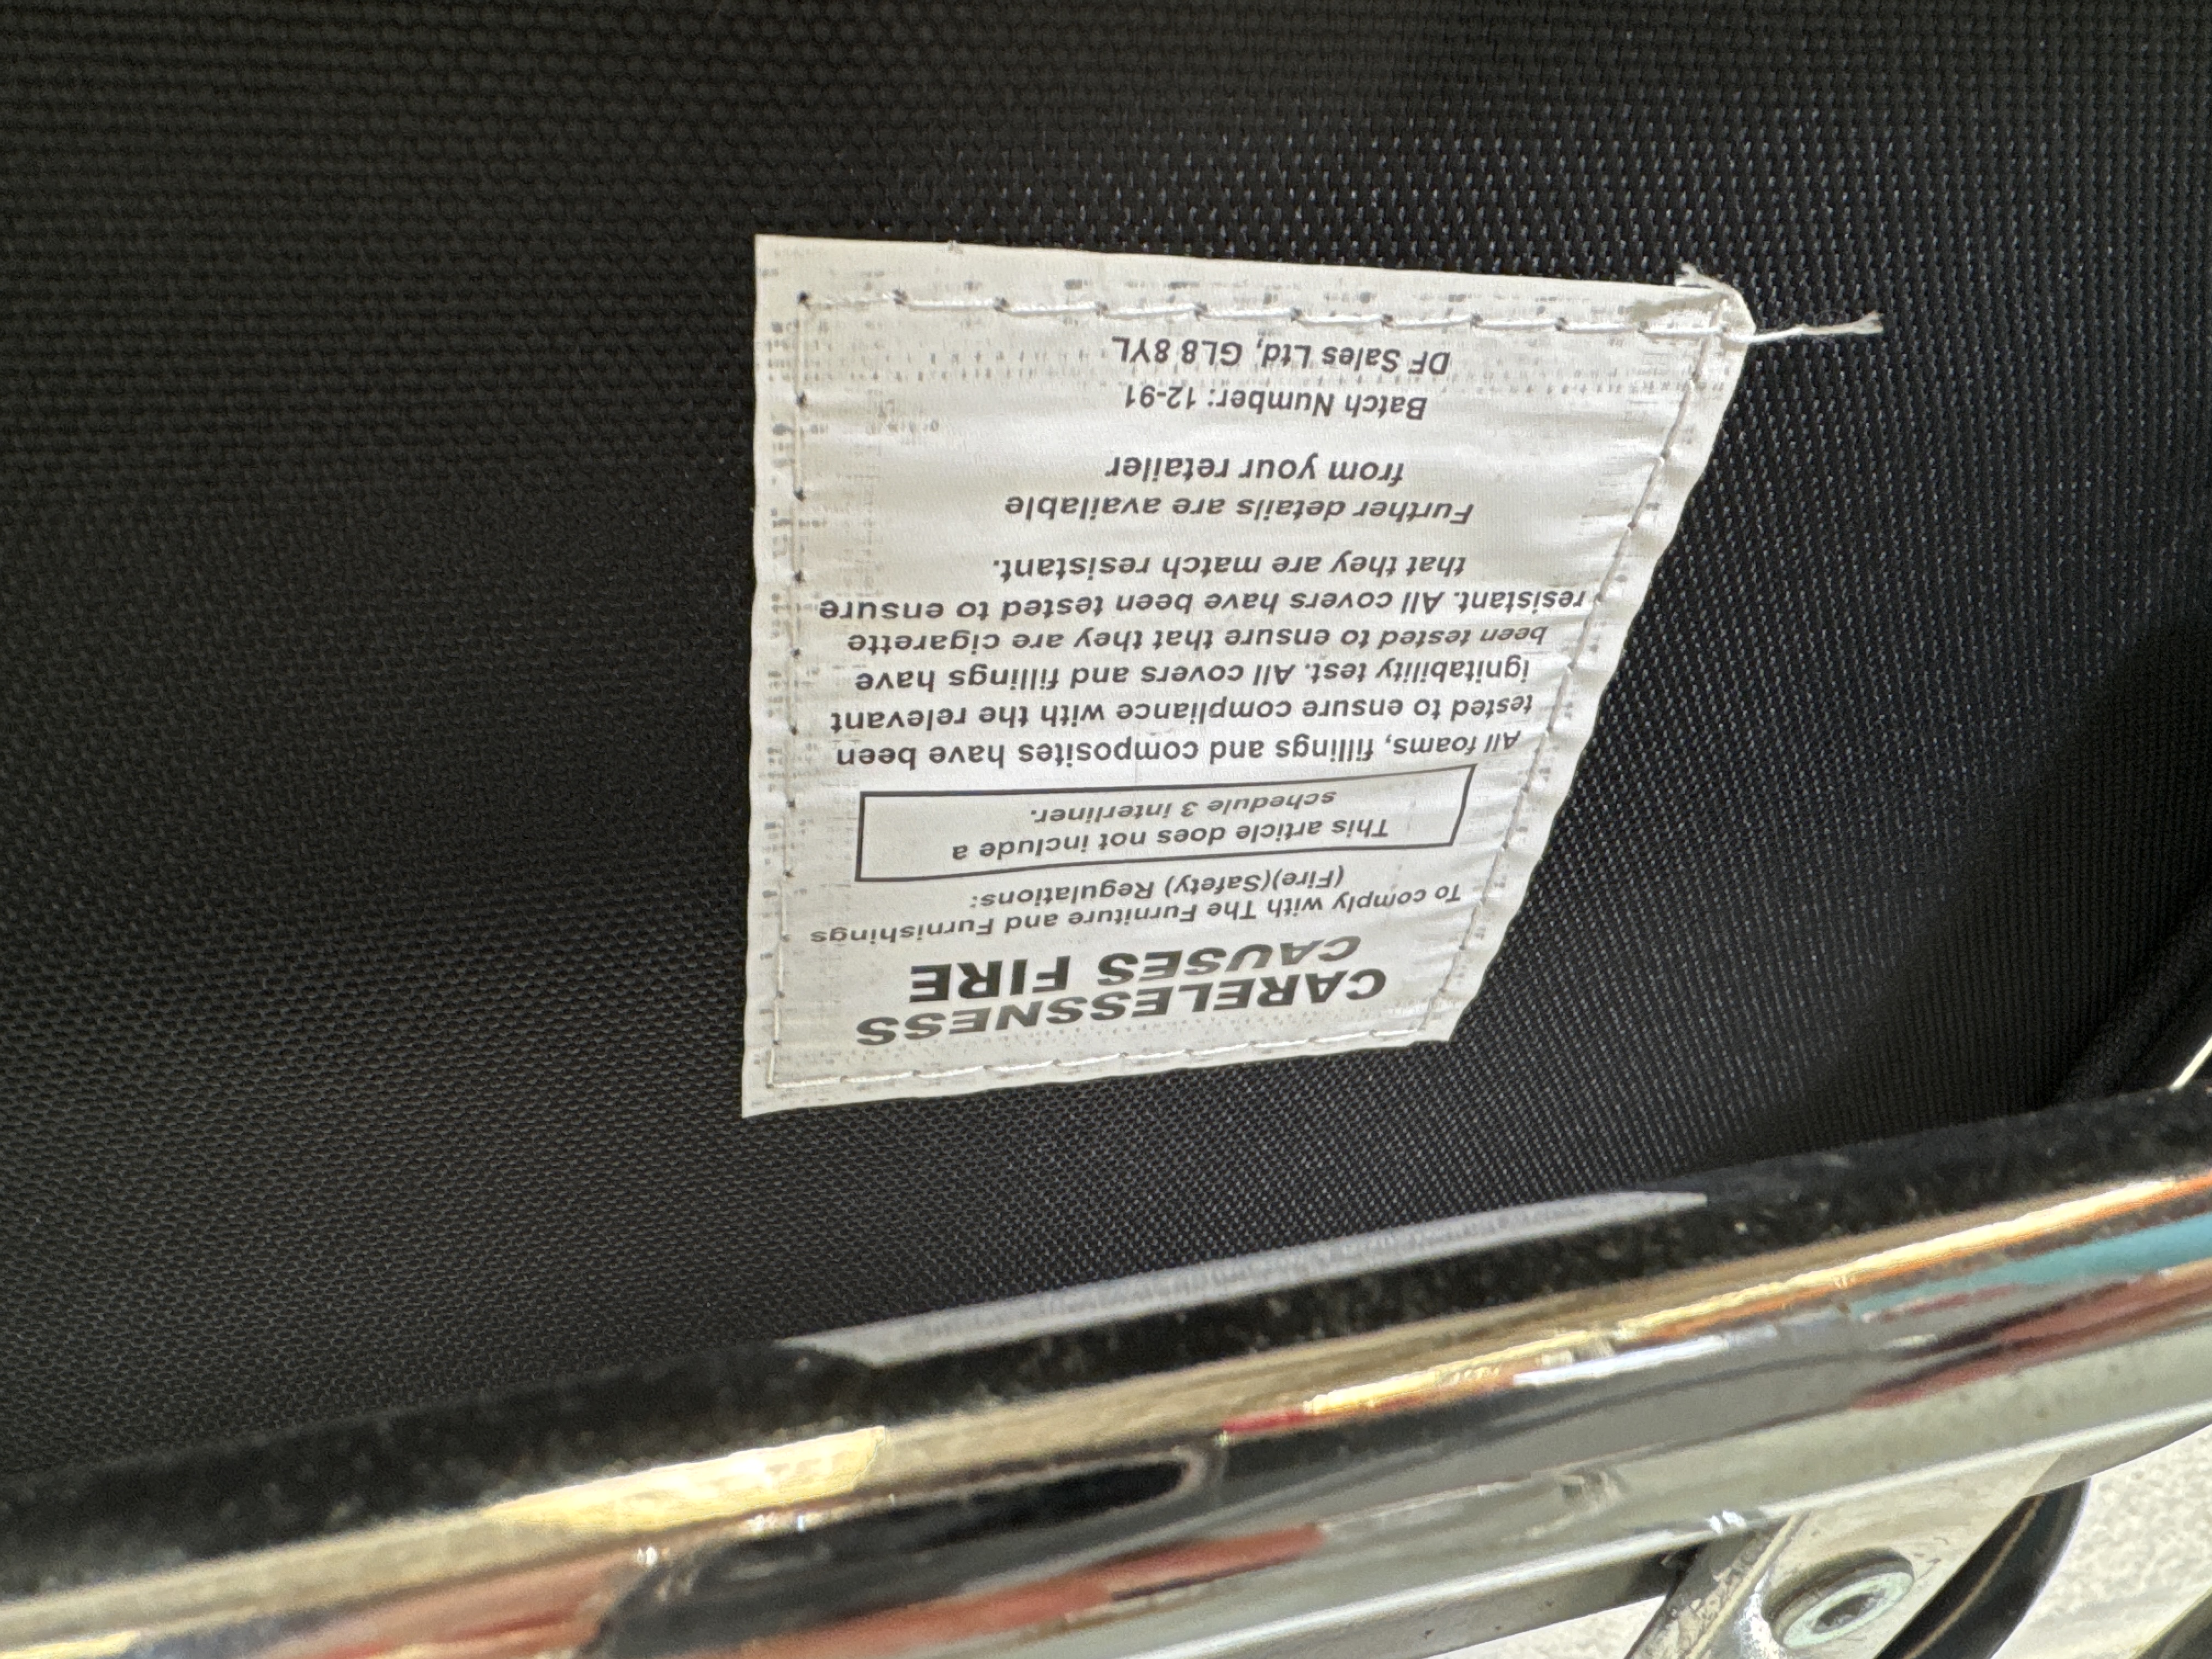 CARELESSNESS
CAUSES FIRE
To comply with The Furniture and Furnishings
(Fire)(Safety) Regulations:
This article does not include a
schedule 3 interliner.
All foams, fillings and composites have been
tested to ensure compliance with the relevant
ignitability test. All covers and fillings have
been tested to ensure that they are cigarette
resistant. All covers have been tested to ensure
that they are match resistant.
Further details are available
from your retailer
Batch Number: 12-91
DF Sales Ltd, GL8 8YL